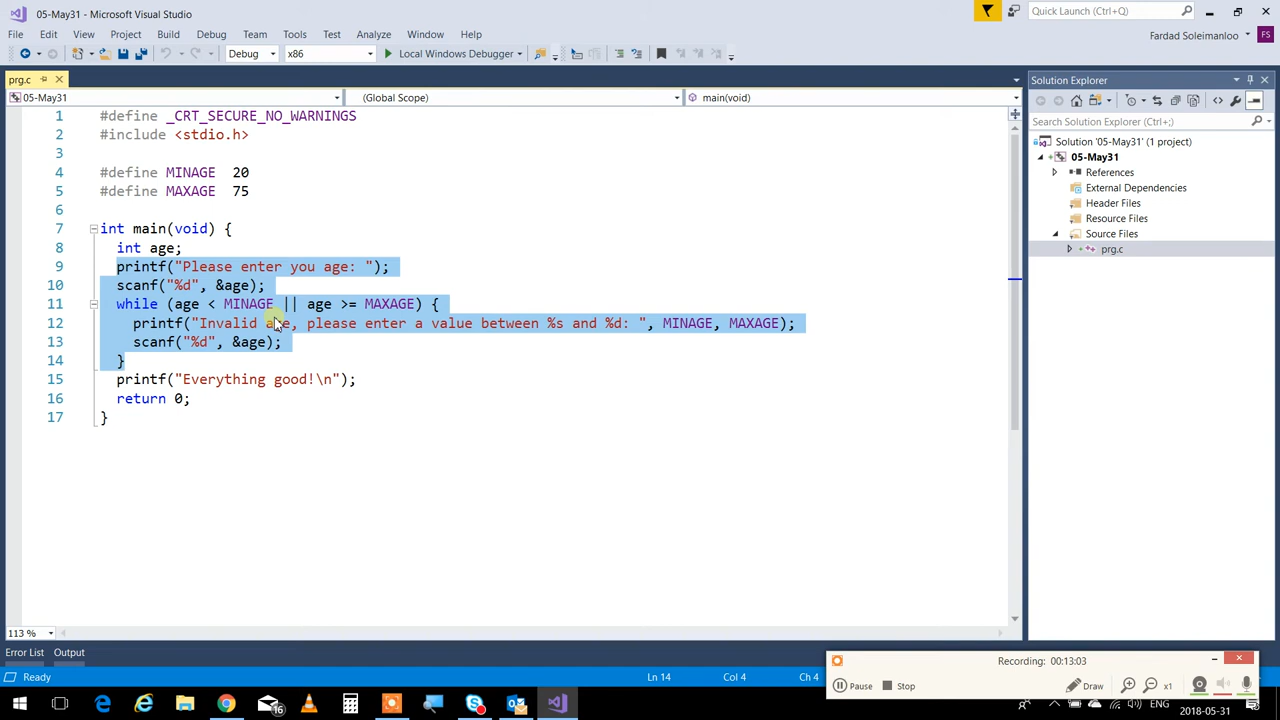 05-May31 - Microsoft Visual Studio
Quick Launch (Ctrl+Q)
File Edit View Project Build Debug Team Tools Test Analyze Window Help
Fardad Soleimanloo FS
Debug x86 Local Windows Debugger
prg.c
Solution Explorer
05-May31 (Global Scope) main(void)
Search Solution Explorer (Ctrl+;)
Solution '05-May31' (1 project)
05-May31
References
External Dependencies
Header Files
Resource Files
Source Files
prg.c
1 #define _CRT_SECURE_NO_WARNINGS
2 #include <stdio.h>
3
4 #define MINAGE  20
5 #define MAXAGE  75
6
7 int main(void) {
8 int age;
9 printf("Please enter you age: ");
10 scanf("%d", &age);
11 while (age < MINAGE || age >= MAXAGE) {
12 printf("Invalid age, please enter a value between %s and %d: ", MINAGE, MAXAGE);
13 scanf("%d", &age);
14 }
15 printf("Everything good!\n");
16 return 0;
17 }
113 %
Error List Output
Ready Ln 14 Col 4 Ch 4
Recording: 00:13:03
Pause Stop Draw x1
16
ENG
2018-05-31